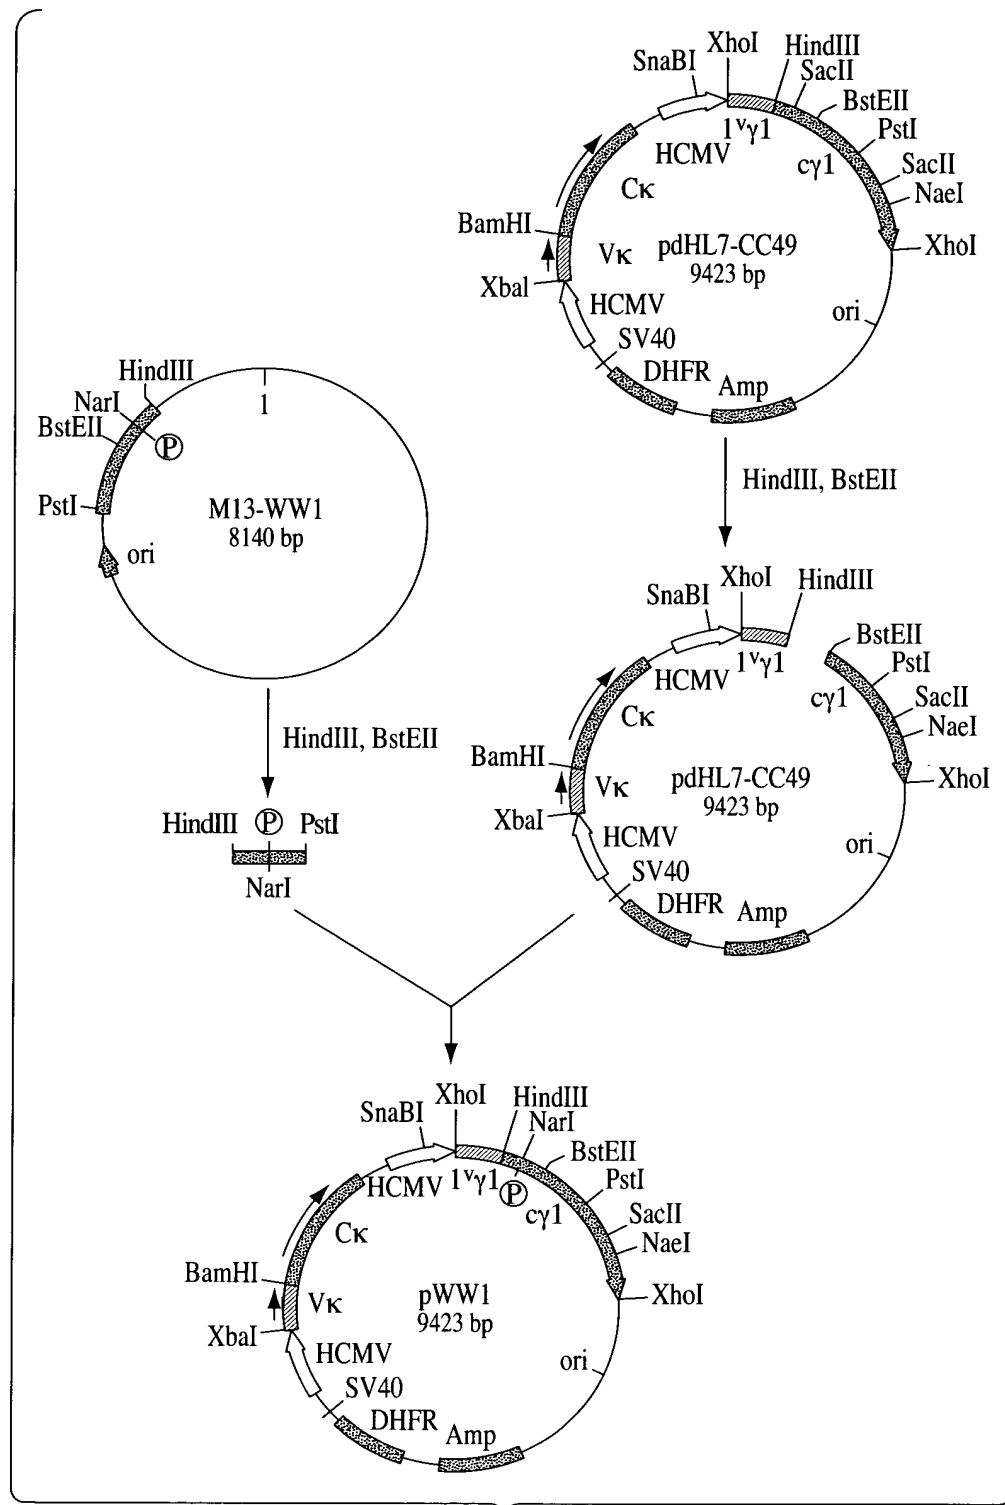 XhoI
HindIII
SnaBI
SacII
BstEII
1vγ1
PstI
HCMV
cγ1
SacII
Cκ
NaeI
BamHI
Vκ
pdHL7-CC49
9423 bp
XhoI
XbaI
HCMV
ori
SV40
DHFR
Amp
HindIII
NarI
1
BstEII
P
PstI
M13-WW1
8140 bp
ori
HindIII, BstEII
HindIII, BstEII
XhoI
HindIII
SnaBI
BstEII
1vγ1
PstI
HCMV
cγ1
SacII
Cκ
NaeI
BamHI
Vκ
pdHL7-CC49
9423 bp
XhoI
XbaI
HCMV
ori
SV40
DHFR
Amp
HindIII P PstI
NarI
XhoI
HindIII
SnaBI
NarI
BstEII
HCMV
1vγ1
PstI
P
cγ1
SacII
Cκ
NaeI
BamHI
Vκ
pWW1
9423 bp
XhoI
XbaI
HCMV
ori
SV40
DHFR
Amp